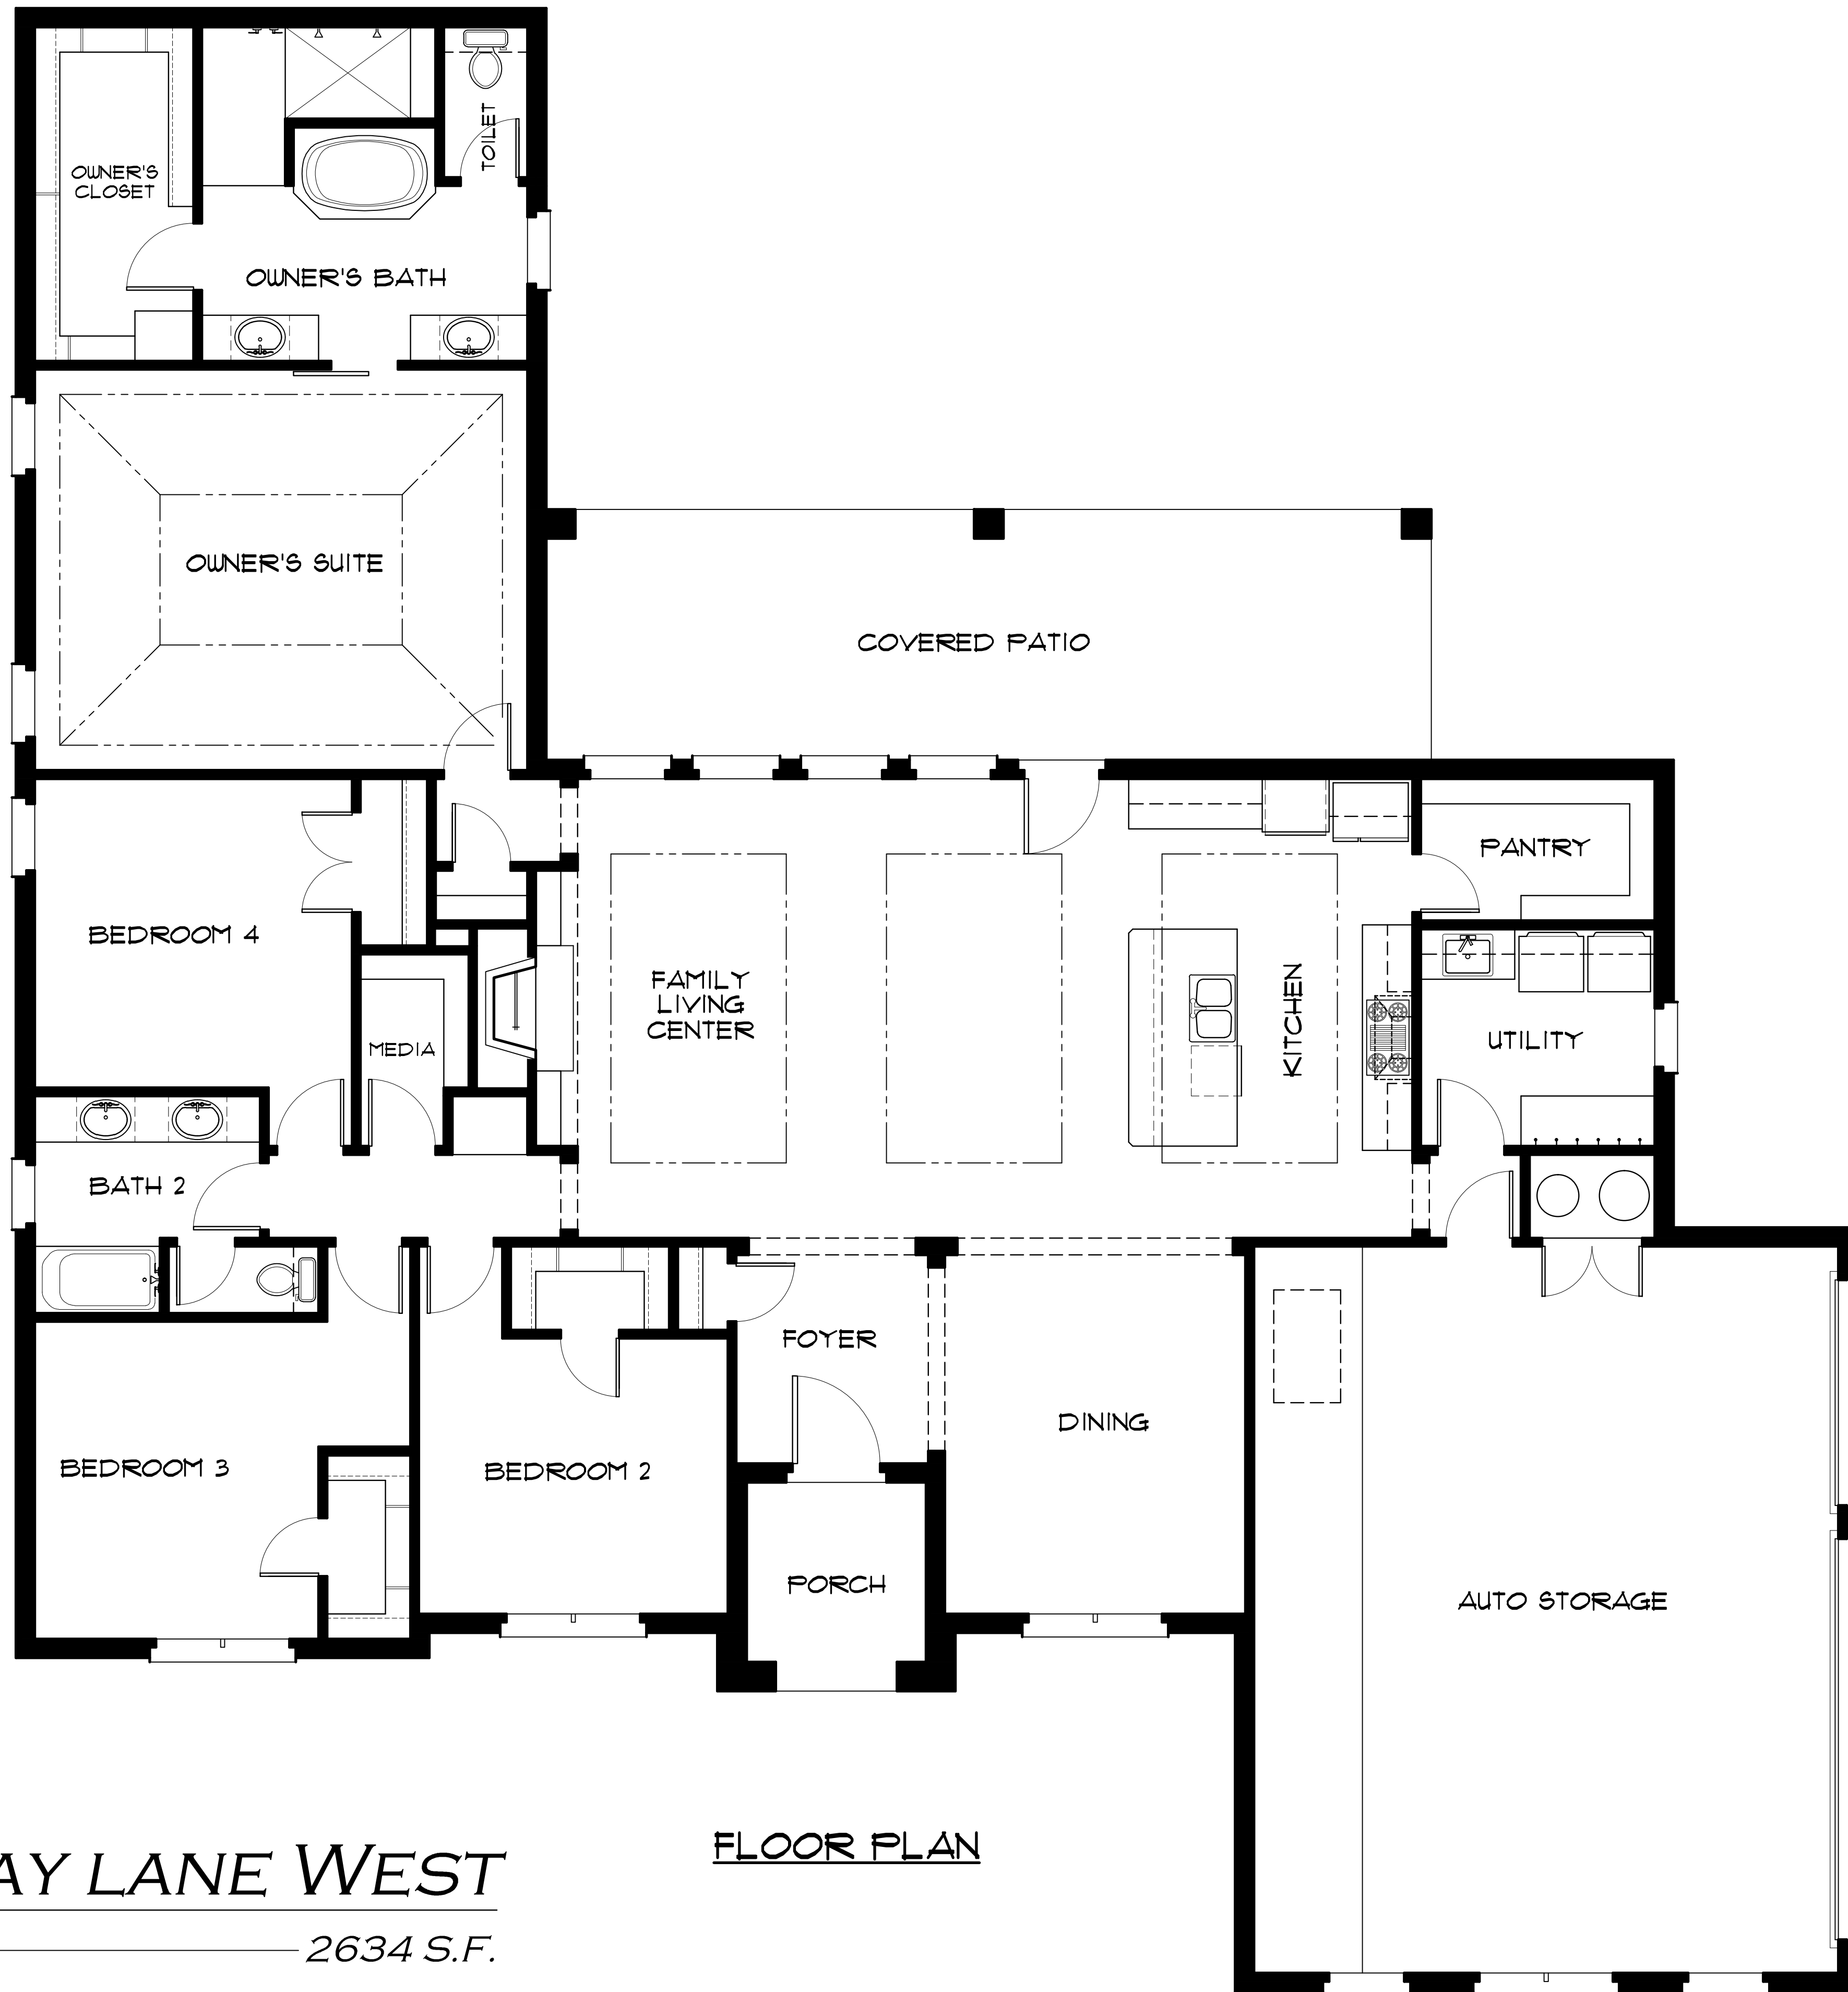 TOILET
OWNER'S
CLOSET
OWNER'S BATH
OWNER'S SUITE
COVERED PATIO
PANTRY
BEDROOM 4
FAMILY
LIVING
CENTER
KITCHEN
MEDIA
UTILITY
BATH 2
FOYER
DINING
BEDROOM 3
BEDROOM 2
PORCH
AUTO STORAGE
FLOOR PLAN
AY LANE WEST
2634 S.F.